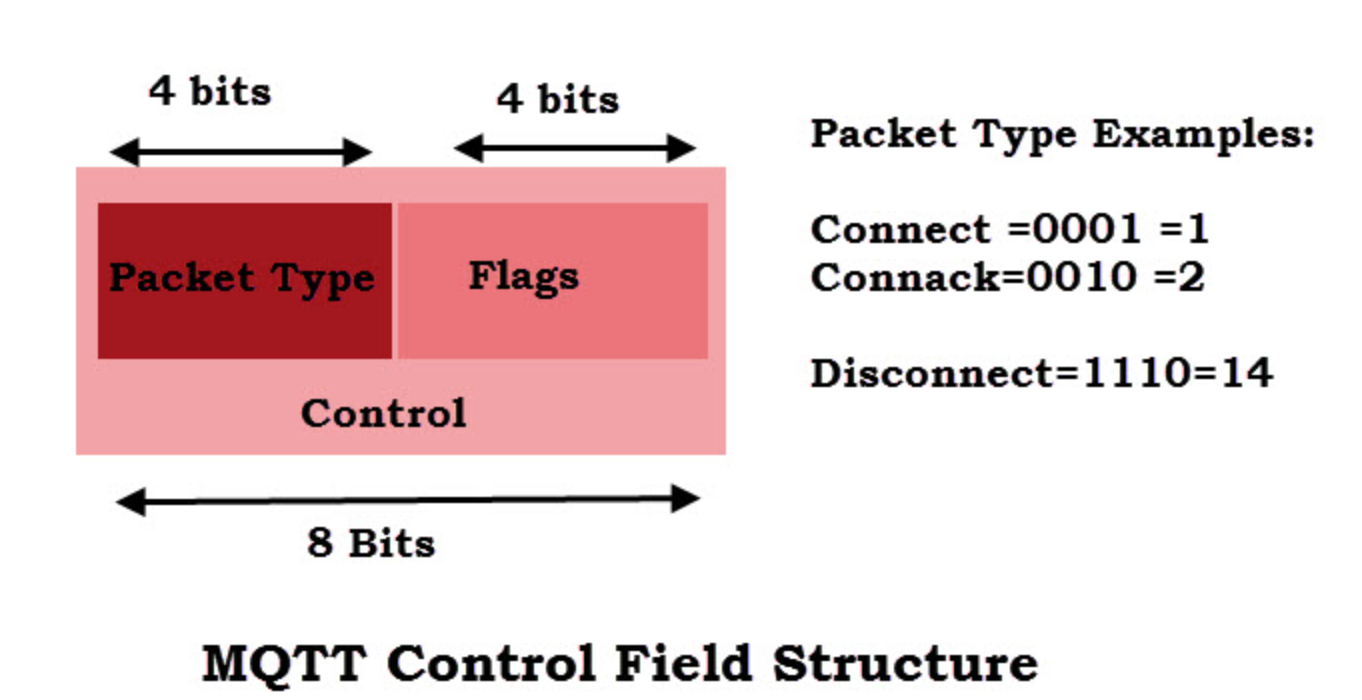 4 bits
4 bits
Packet Type
Flags
Control
8 Bits
Packet Type Examples:
Connect =0001 =1
Connack=0010 =2
Disconnect=1110=14
MQTT Control Field Structure